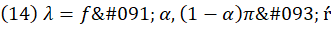 (14) λ = f&#091; α, (1 − α)π&#093; ŕ